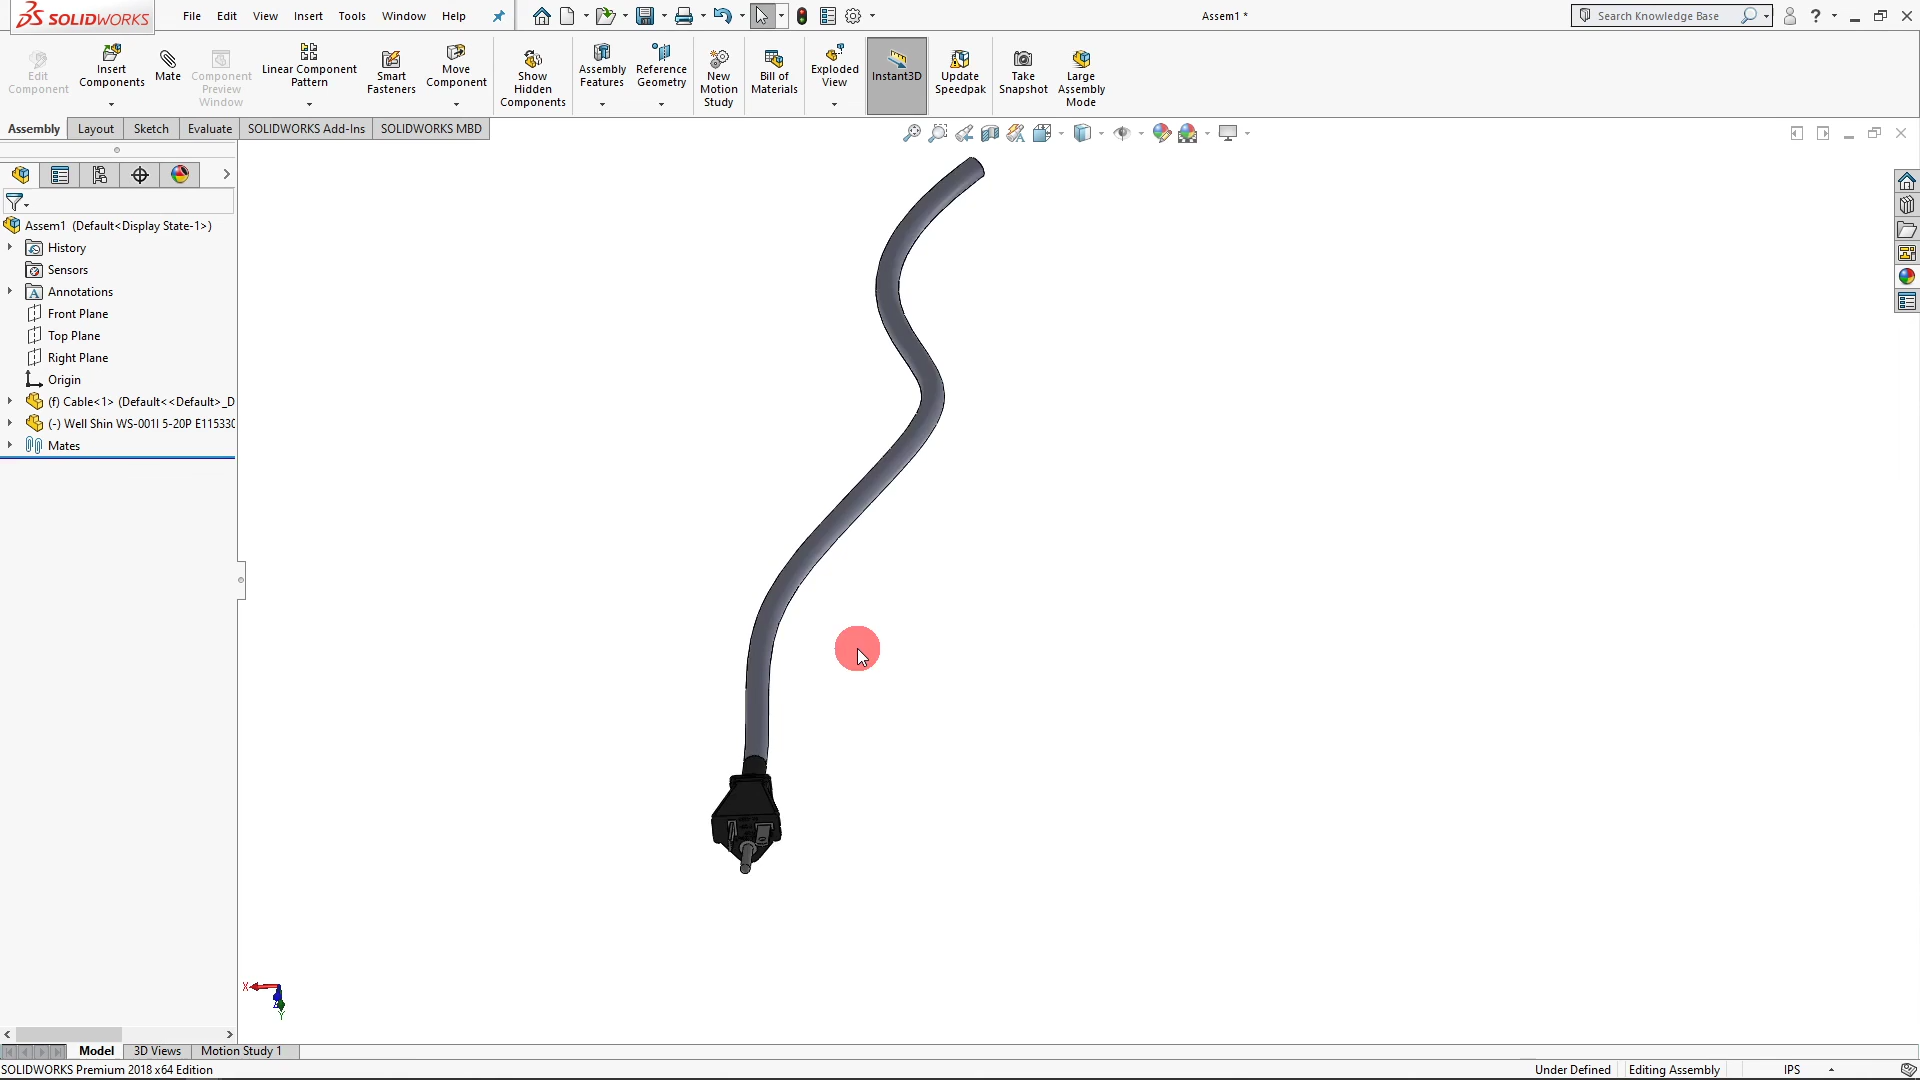 SOLIDWORKS File Edit View Insert Tools Window Help Assem1 * Search Knowledge Base ?
Edit Component
Insert Components
Mate
Component Preview Window
Linear Component Pattern
Smart Fasteners
Move Component
Show Hidden Components
Assembly Features
Reference Geometry
New Motion Study
Bill of Materials
Exploded View
Instant3D
Update Speedpak
Take Snapshot
Large Assembly Mode
Assembly Layout Sketch Evaluate SOLIDWORKS Add-Ins SOLIDWORKS MBD
Assem1 (Default<Display State-1>)
History
Sensors
Annotations
Front Plane
Top Plane
Right Plane
Origin
(f) Cable<1> (Default<<Default>_D
(-) Well Shin WS-001I 5-20P E11533
Mates
X
Y
Model 3D Views Motion Study 1
SOLIDWORKS Premium 2018 x64 Edition Under Defined Editing Assembly IPS